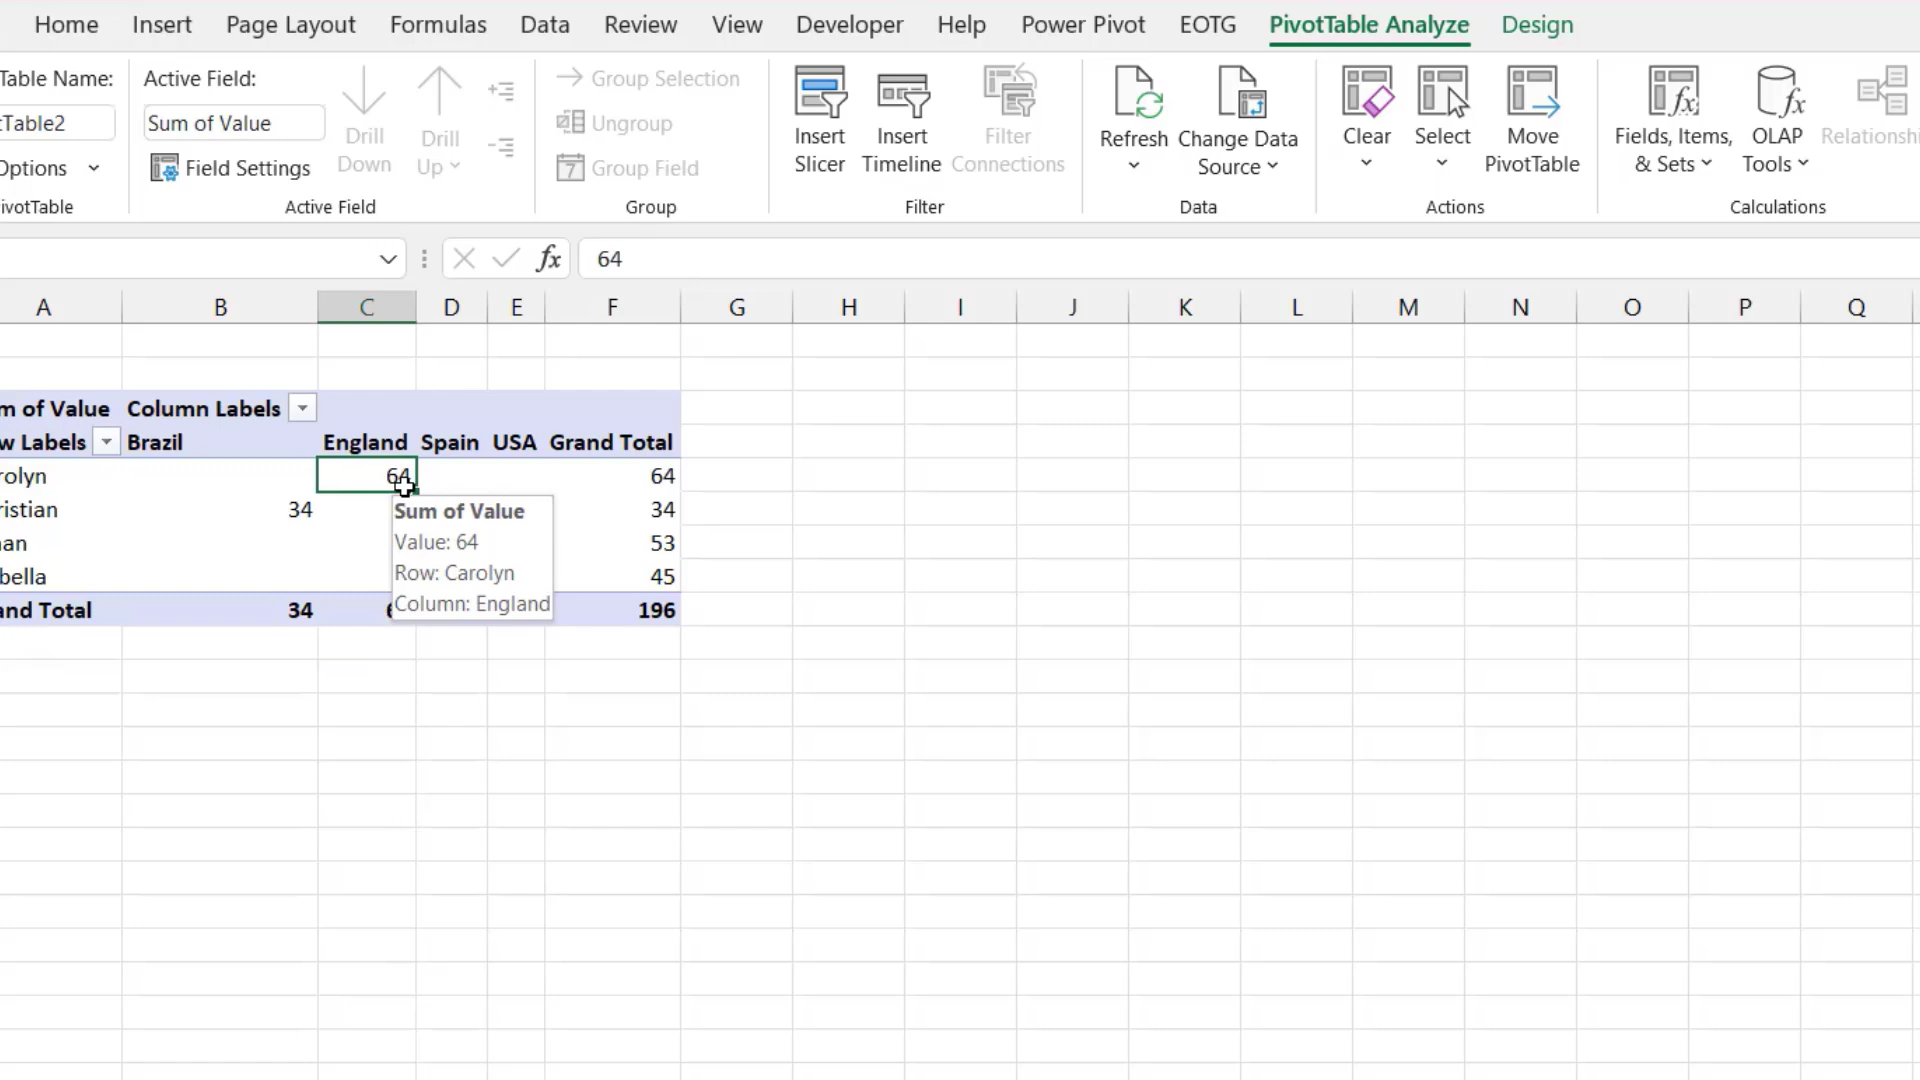 Home Insert Page Layout Formulas Data Review View Developer Help Power Pivot EOTG PivotTable Analyze Design
Table Name:
tTable2
Options
ivotTable
Active Field:
Sum of Value
Field Settings
Drill
Down
Drill
Up
Active Field
Group Selection
Ungroup
7 Group Field
Group
Insert
Slicer
Insert
Timeline
Filter
Connections
Filter
Refresh
Change Data
Source
Data
Clear
Select
Move
PivotTable
Actions
Fields, Items,
& Sets
OLAP
Tools
Relationshi
Calculations
fx 64
A B C D E F G H I J K L M N O P Q
m of Value Column Labels
w Labels Brazil England Spain USA Grand Total
rolyn 64 64
ristian 34 34
nan 53
bella 45
and Total 34 6 196
Sum of Value
Value: 64
Row: Carolyn
Column: England